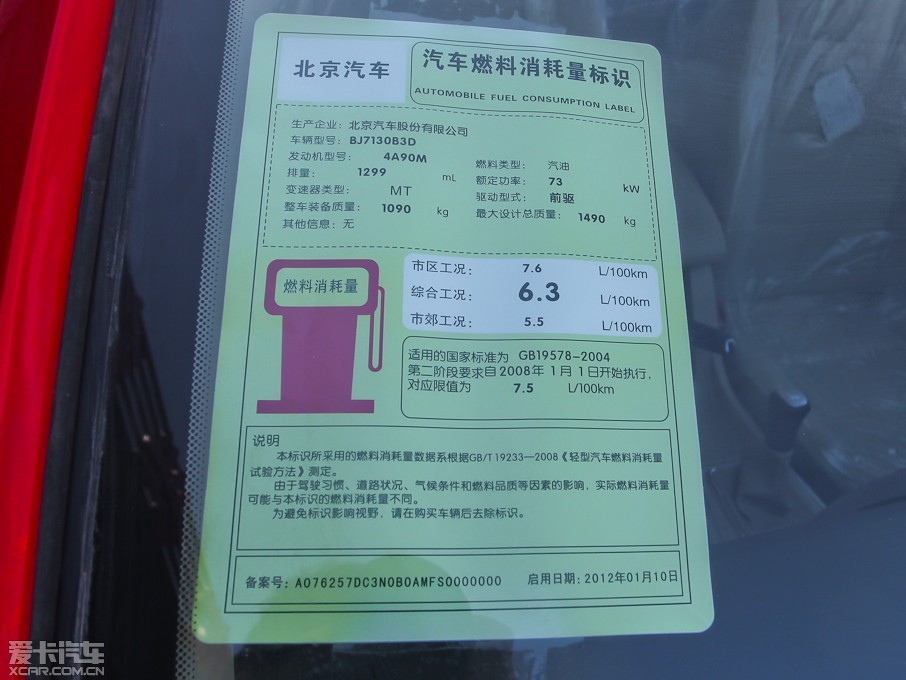 北京汽车
汽车燃料消耗量标识
AUTOMOBILE FUEL CONSUMPTION LABEL
生产企业: 北京汽车股份有限公司
车辆型号: BJ7130B3D
发动机型号: 4A90M
燃料类型: 汽油
排量: 1299 mL
额定功率: 73 kW
变速器类型: MT
驱动型式: 前驱
整车装备质量: 1090 kg
最大设计总质量: 1490 kg
其他信息: 无
燃料消耗量
市区工况: 7.6 L/100km
综合工况: 6.3 L/100km
市郊工况: 5.5 L/100km
适用的国家标准为 GB19578-2004
第二阶段要求自2008年 1月 1日开始执行,
对应限值为 7.5 L/100km
说明
本标识所采用的燃料消耗量数据系根据GB/T19233—2008《轻型汽车燃料消耗量
试验方法》测定。
由于驾驶习惯、道路状况、气候条件和燃料品质等因素的影响，实际燃料消耗量
可能与本标识的燃料消耗量不同。
为避免标识影响视野，请在购买车辆后去除标识。
备案号: A076257DC3N0B0AMFS0000000 启用日期: 2012年01月10日
爱卡汽车
XCAR.COM.CN